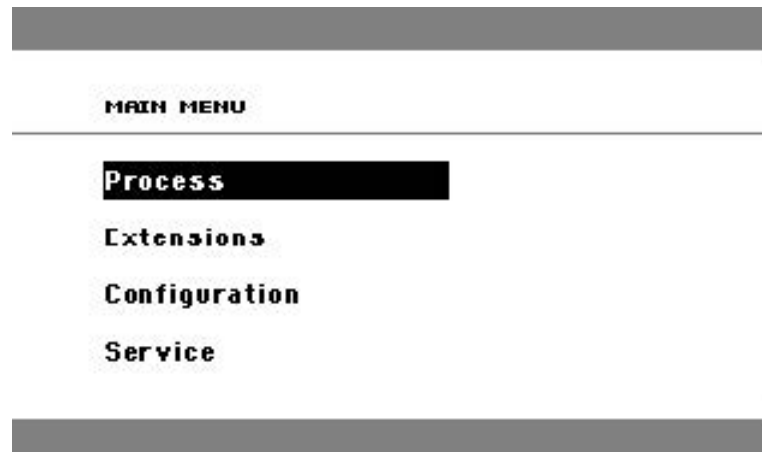 MAIN MENU
Process
Extensions
Configuration
Service